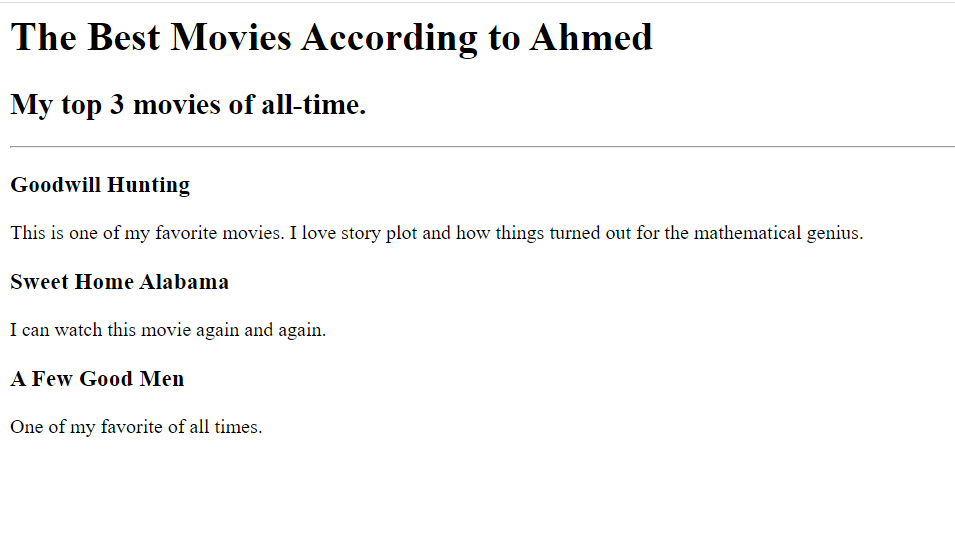 The Best Movies According to Ahmed
My top 3 movies of all-time.
Goodwill Hunting
This is one of my favorite movies. I love story plot and how things turned out for the mathematical genius.
Sweet Home Alabama
I can watch this movie again and again.
A Few Good Men
One of my favorite of all times.